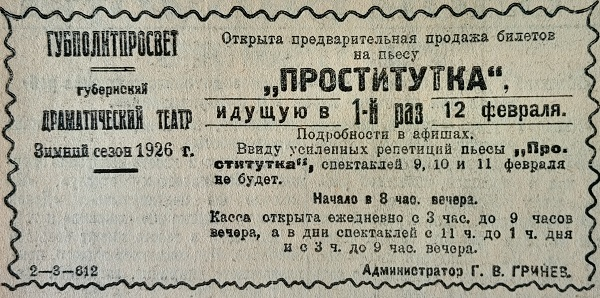 ГУБПОЛИТПРОСВЕТ
Губернский
ДРАМАТИЧЕСКИЙ ТЕАТР
Зимний сезон 1926 г.
Открыта предварительная продажа билетов
на пьесу
„ПРОСТИТУТКА“,
идущую в 1-й раз 12 февраля.
Подробности в афишах.
Ввиду усиленных репетиций пьесы „Про-
ститутка“, спектаклей 9, 10 и 11 февраля
не будет.
Начало в 8 час. вечера.
Касса открыта ежедневно с 3 час. до 9 часов
вечера, а в дни спектаклей с 11 ч. до 1 ч. дня
и с 3 ч. до 9 час. вечера.
2—3—612
Администратор Г. В. ГРИНЕВ.